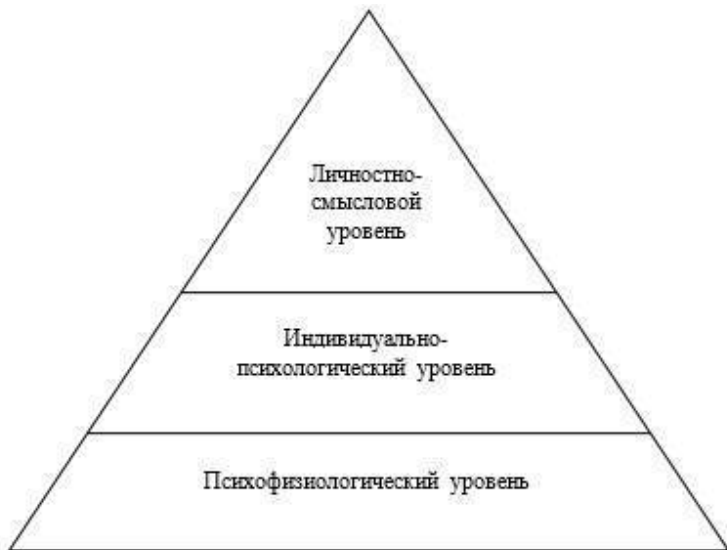 Личностно-
смысловой
уровень
Индивидуально-
психологический уровень
Психофизиологический уровень